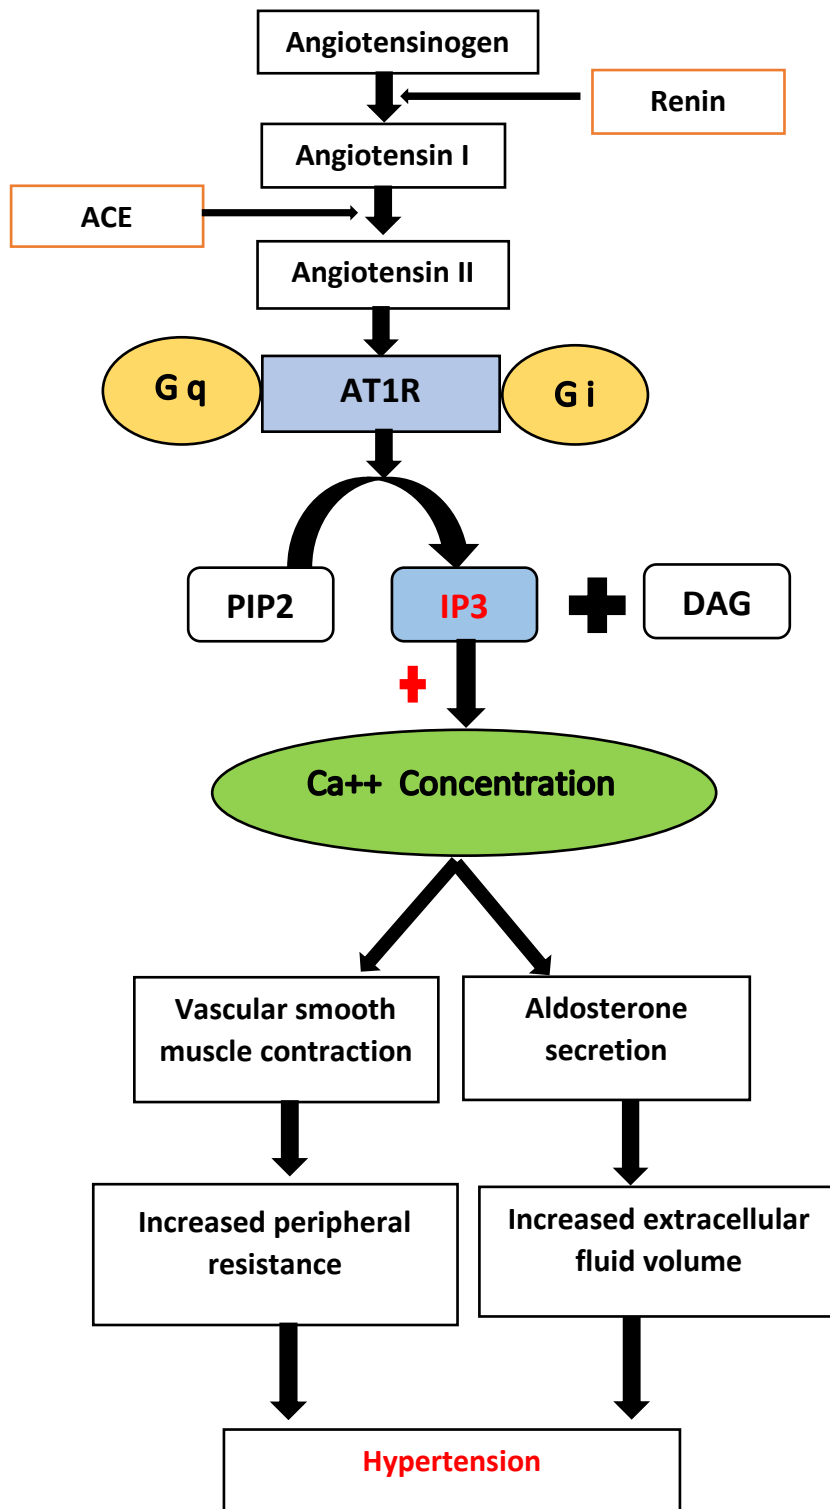 Angiotensinogen
Renin
Angiotensin I
ACE
Angiotensin II
G q
AT1R
G i
PIP2
IP3
DAG
Ca++ Concentration
Vascular smooth
muscle contraction
Aldosterone
secretion
Increased peripheral
resistance
Increased extracellular
fluid volume
Hypertension